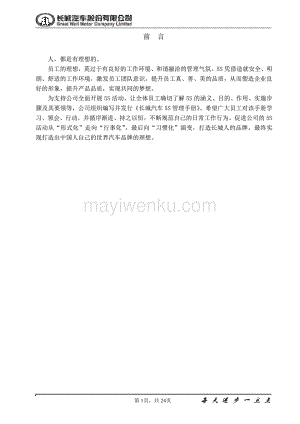 长城汽车股份有限公司
Great Wall Motor Company Limited
前 言
人，都是有理想的。
员工的理想，莫过于有良好的工作环境、和谐融洽的管理气氛。5S凭借造就安全、明
朗、舒适的工作环境，激发员工团队意识，提升员工真、善、美的品质，从而塑造企业良
好的形象，提升产品品质，实现共同的梦想。
为支持公司全面开展5S活动，让全体员工确切了解5S的涵义、目的、作用、实施步
骤及其要领等，公司组织编写并发行《长城汽车5S管理手册》。希望广大员工对该手册学
习、领会、行动，并循序渐进、持之以恒，不断规范自己的日常工作行为，促进公司的5S
活动从“形式化”走向“行事化”，最后向“习惯化”演变，打造长城人的品牌，最终实
现打造出中国人自己的世界汽车品牌的理想。
mayiwenku.com
第1页，共24页
每天进步一点点